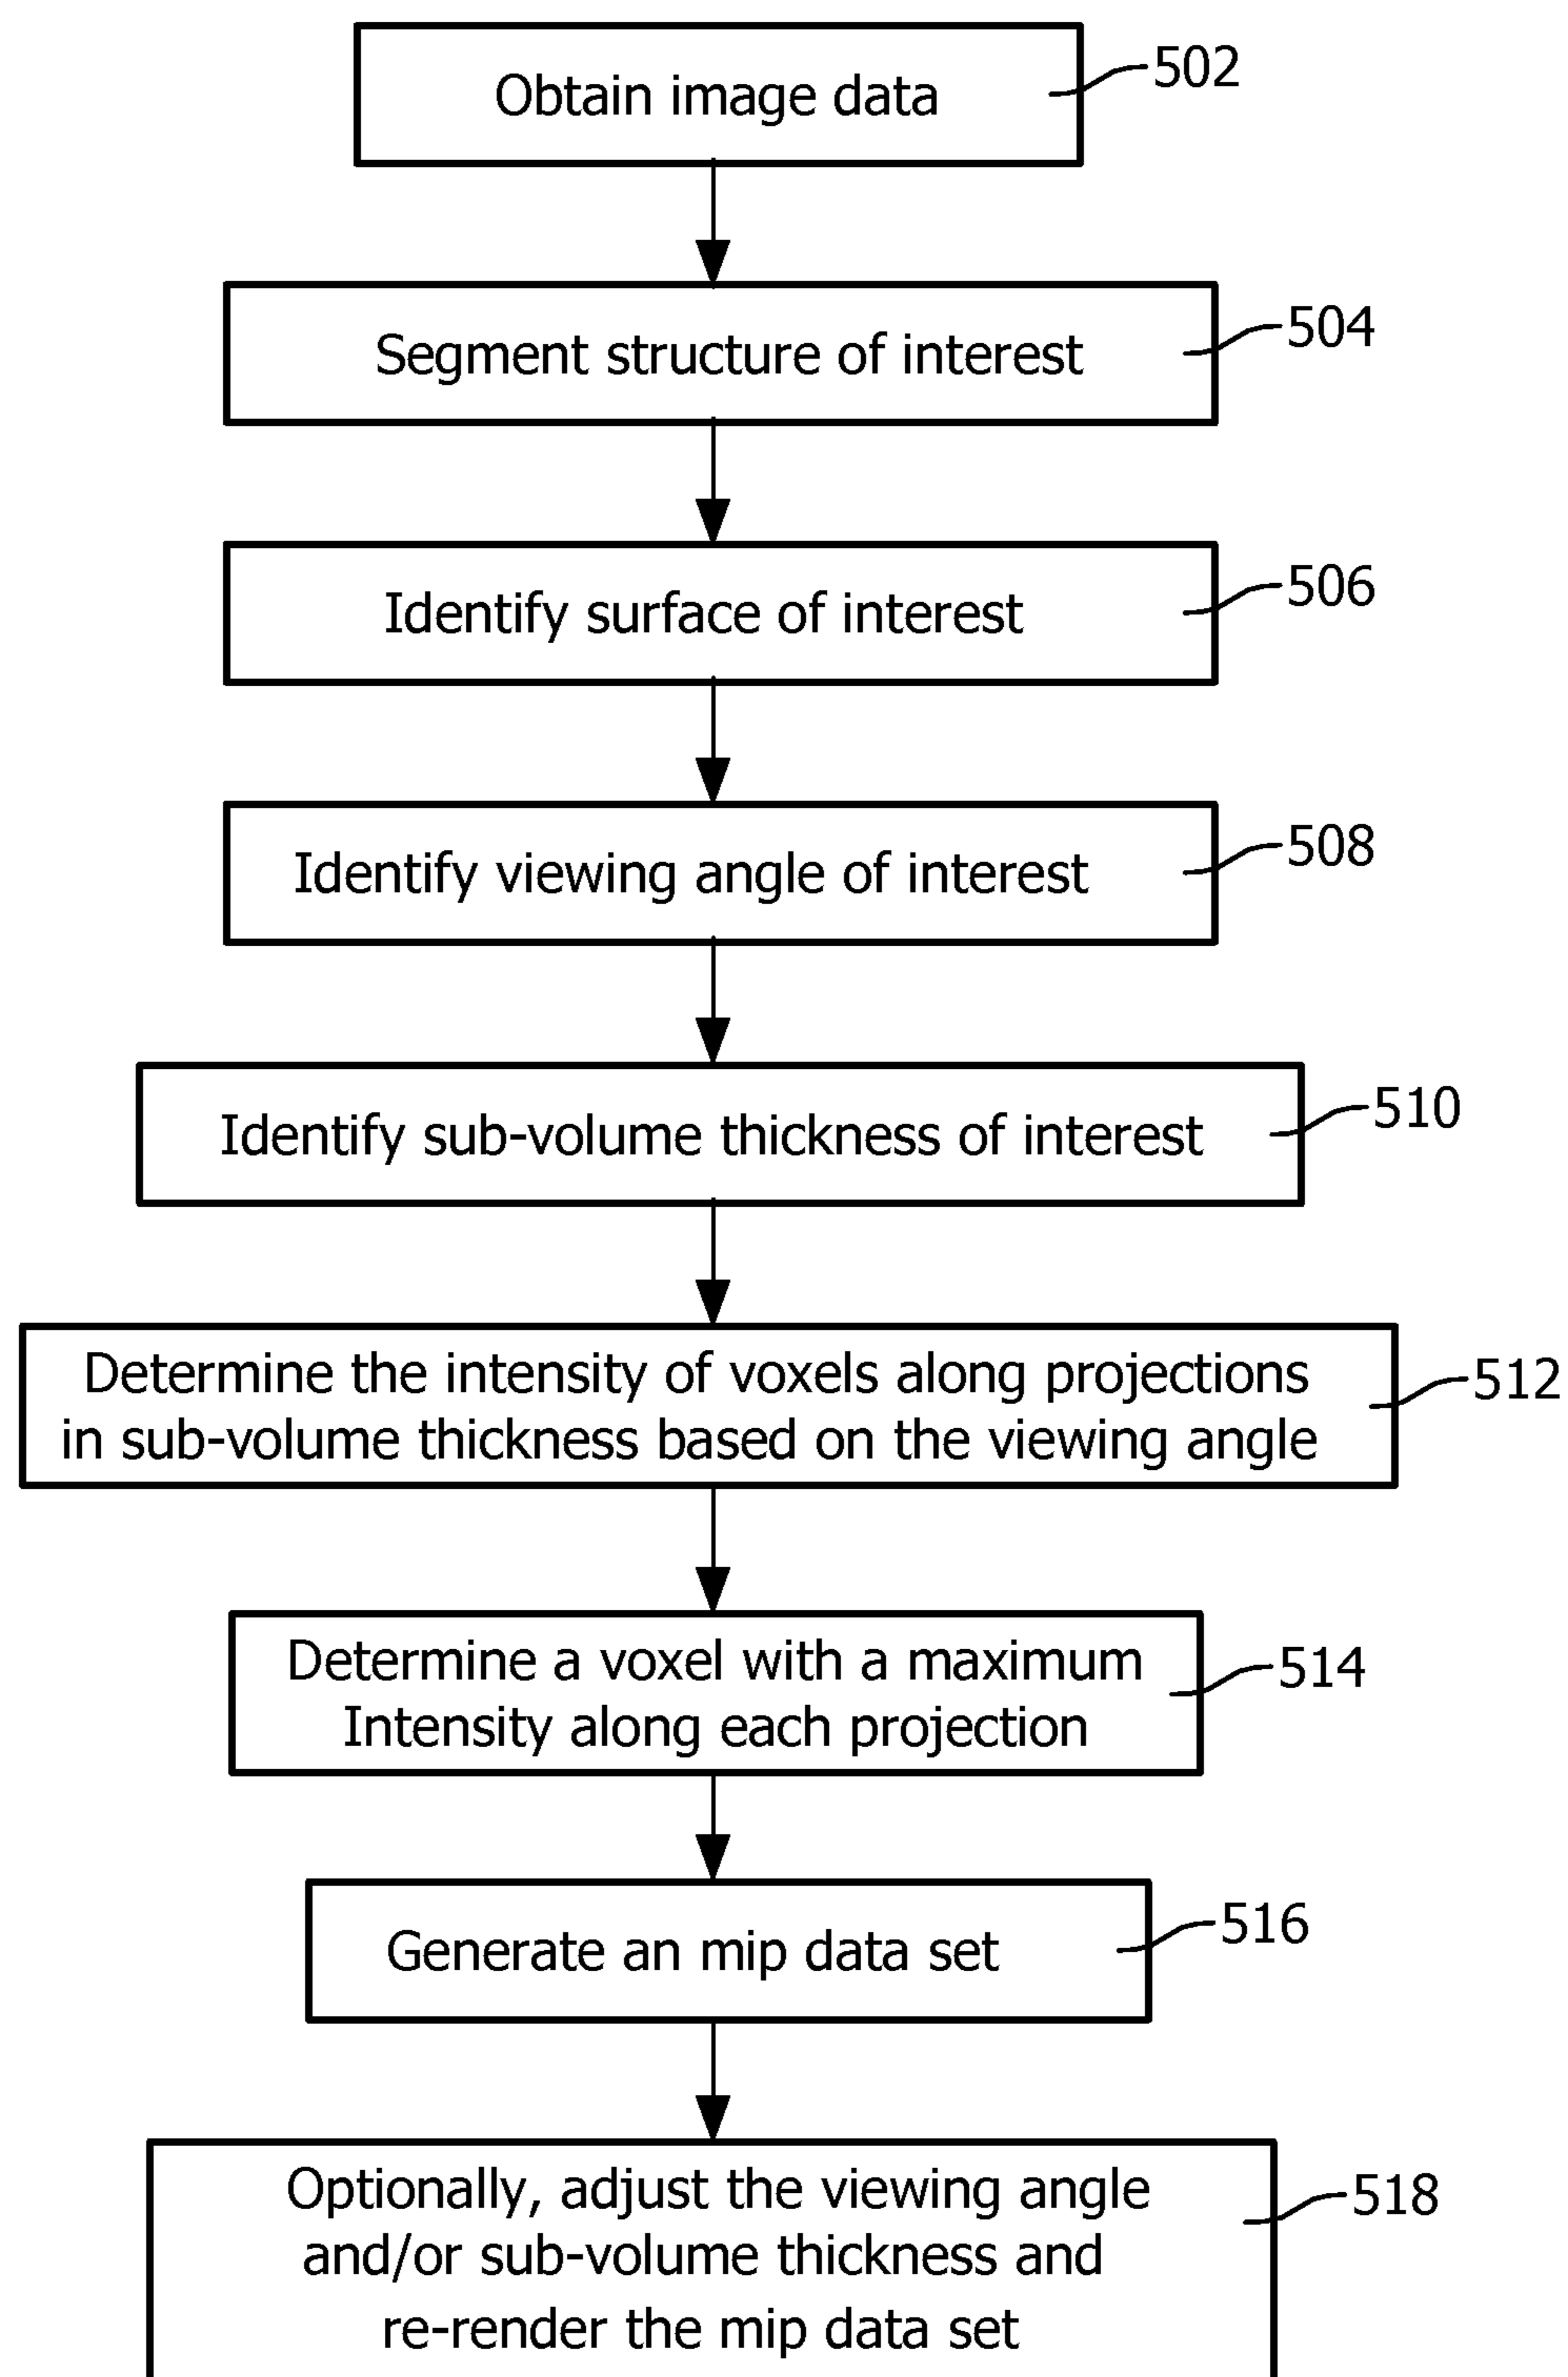 Obtain image data
502
Segment structure of interest
504
Identify surface of interest
506
Identify viewing angle of interest
508
Identify sub-volume thickness of interest
510
Determine the intensity of voxels along projections
in sub-volume thickness based on the viewing angle
512
Determine a voxel with a maximum
Intensity along each projection
514
Generate an mip data set
516
Optionally, adjust the viewing angle
and/or sub-volume thickness and
re-render the mip data set
518